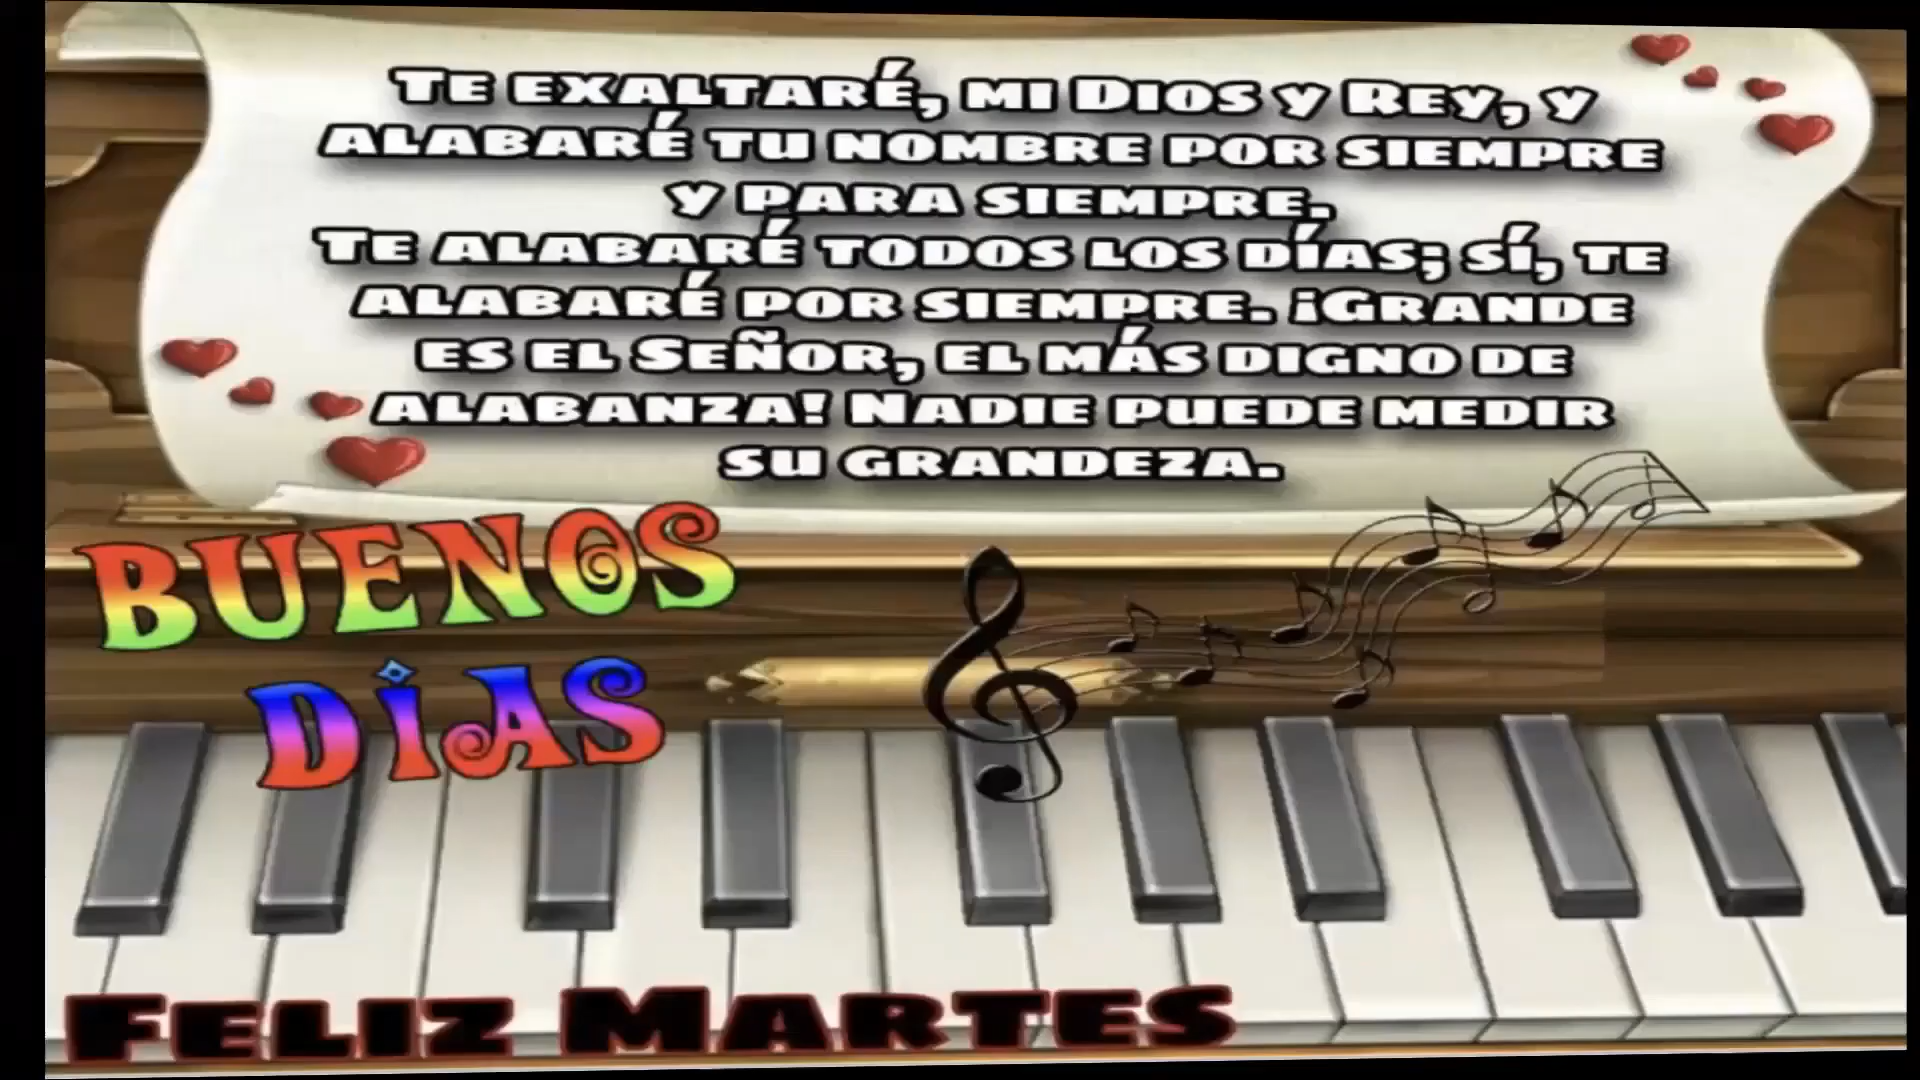 Te exaltaré, mi Dios y Rey, y
alabaré tu nombre por siempre
y para siempre.
Te alabaré todos los días; sí, te
alabaré por siempre. ¡Grande
es el Señor, el más digno de
alabanza! Nadie puede medir
su grandeza.
BUENOS
DiAS
Feliz Martes